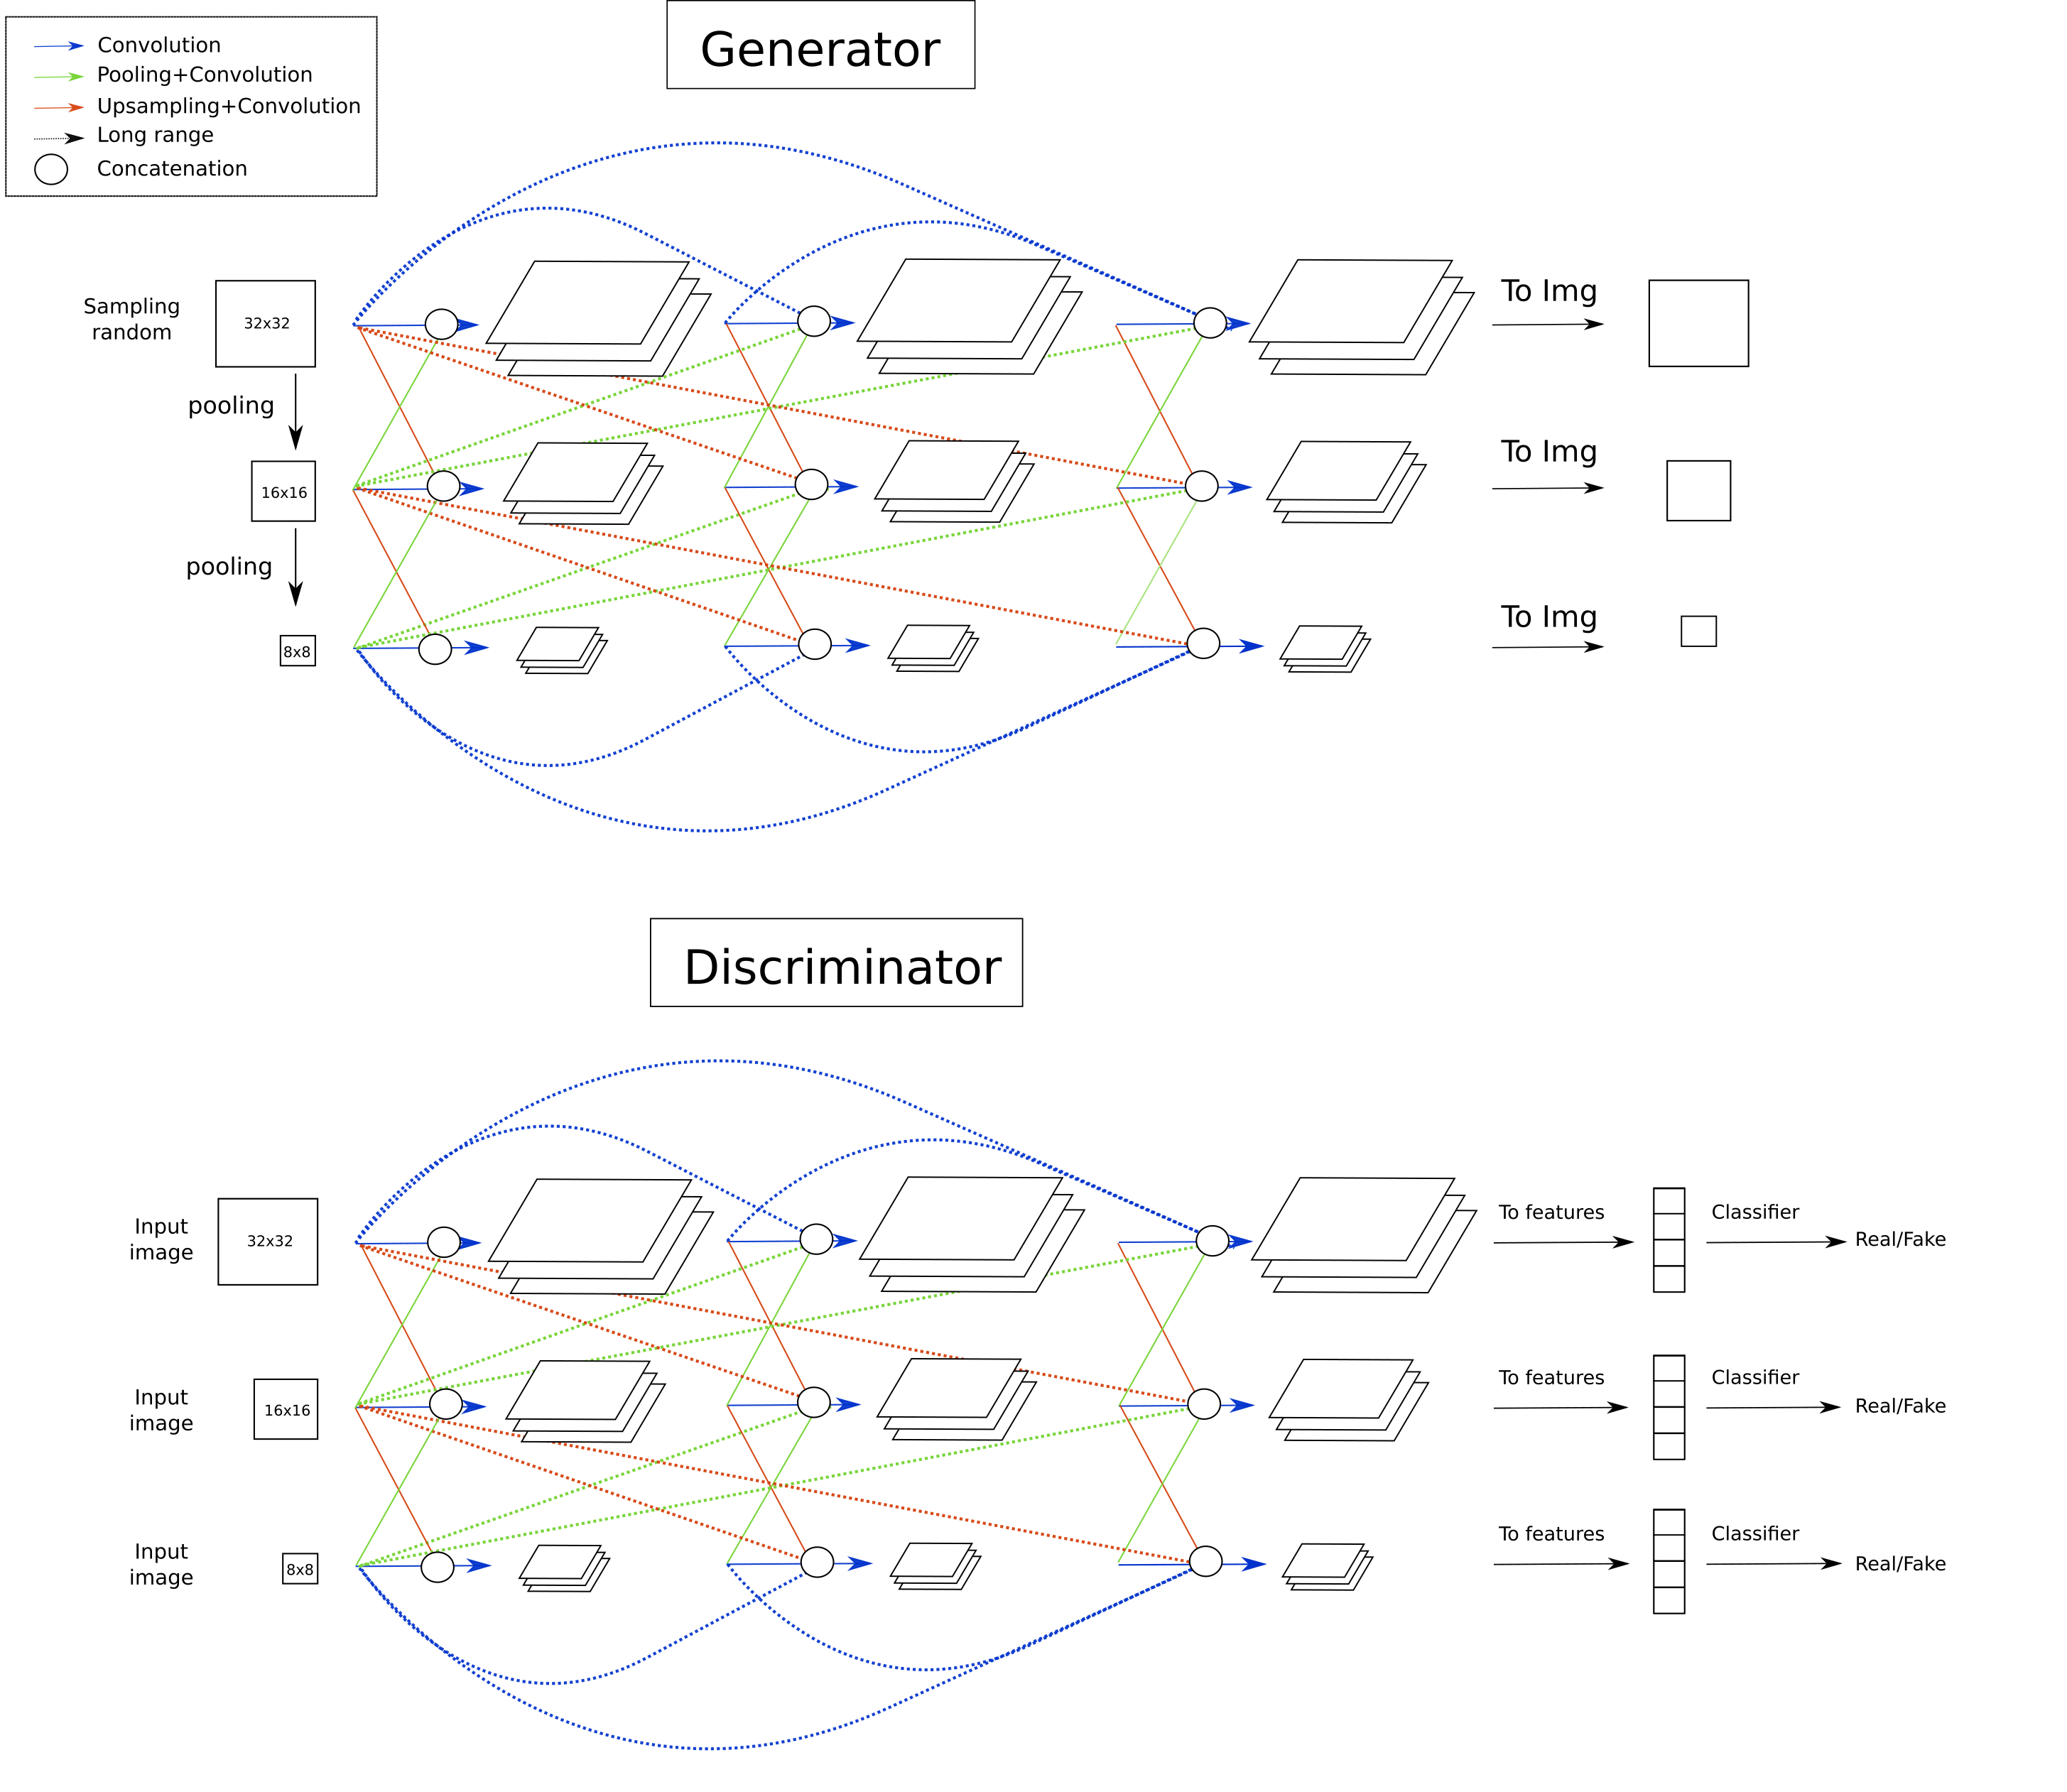 Convolution
Pooling+Convolution
Upsampling+Convolution
Long range
Concatenation
Generator
Sampling
random
32x32
To Img
pooling
16x16
To Img
pooling
8x8
To Img
Discriminator
Input
image
32x32
To features
Classifier
Real/Fake
Input
image
16x16
To features
Classifier
Real/Fake
Input
image
8x8
To features
Classifier
Real/Fake